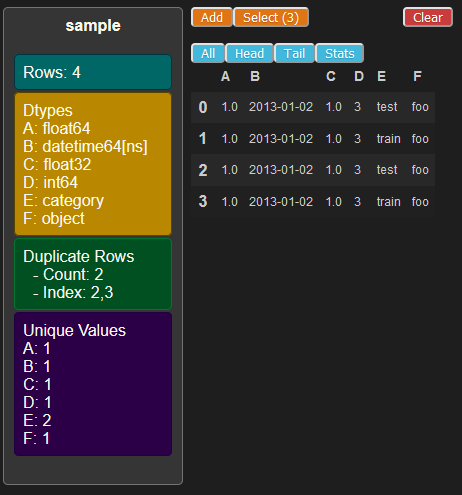 sample
Rows: 4
Dtypes
A: float64
B: datetime64[ns]
C: float32
D: int64
E: category
F: object
Duplicate Rows
- Count: 2
- Index: 2,3
Unique Values
A: 1
B: 1
C: 1
D: 1
E: 2
F: 1
Add Select (3) Clear
All Head Tail Stats
A B C D E F
0 1.0 2013-01-02 1.0 3 test foo
1 1.0 2013-01-02 1.0 3 train foo
2 1.0 2013-01-02 1.0 3 test foo
3 1.0 2013-01-02 1.0 3 train foo